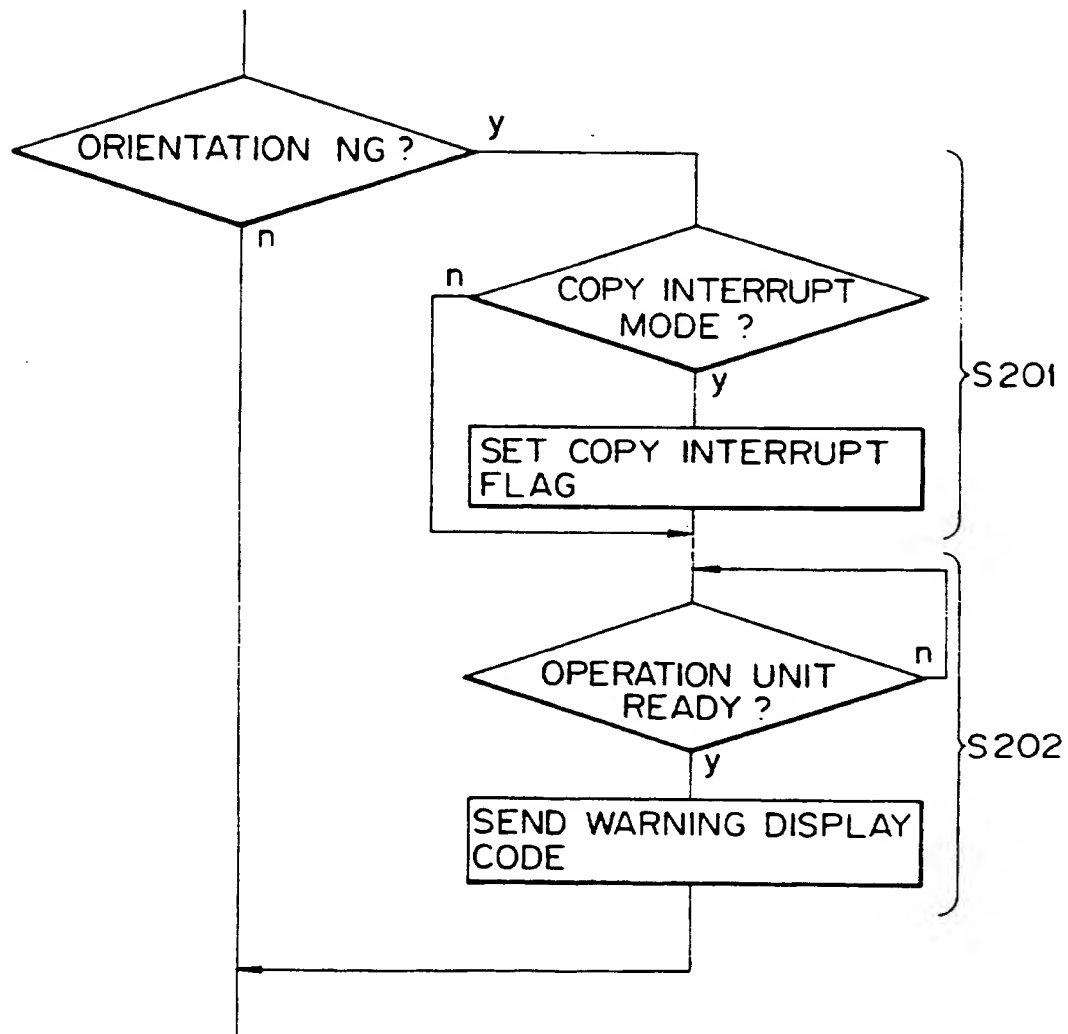 ORIENTATION NG ?
y
n
COPY INTERRUPT
MODE ?
n
y
S201
SET COPY INTERRUPT
FLAG
OPERATION UNIT
READY ?
n
y
S202
SEND WARNING DISPLAY
CODE